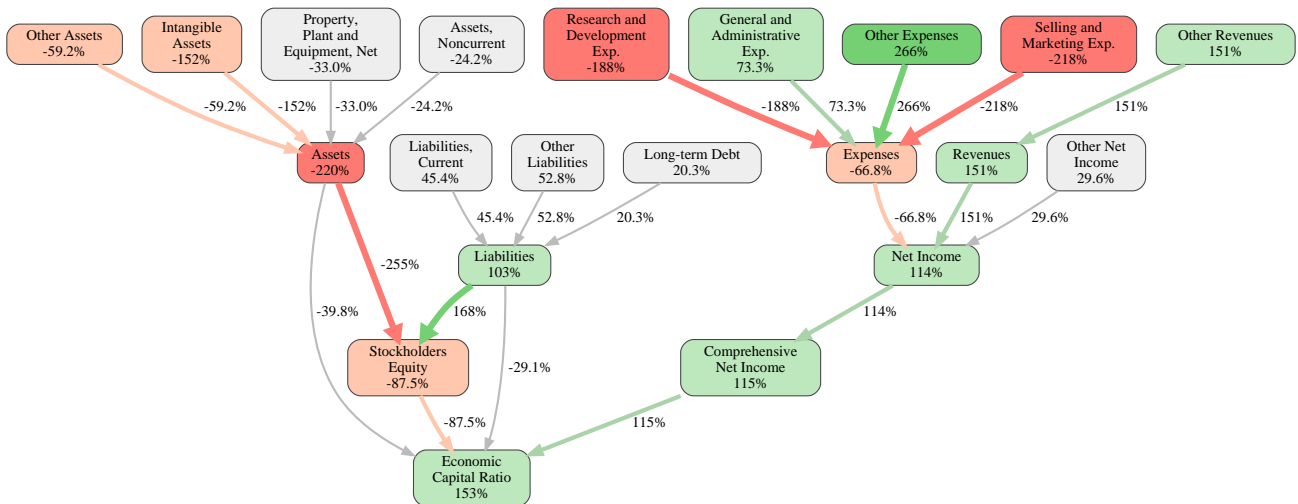 Other Assets
-59.2%
Intangible
Assets
-152%
Property,
Plant and
Equipment, Net
-33.0%
Assets,
Noncurrent
-24.2%
Research and
Development
Exp.
-188%
General and
Administrative
Exp.
73.3%
Other Expenses
266%
Selling and
Marketing Exp.
-218%
Other Revenues
151%
-59.2%
-152%
-33.0%
-24.2%
-188%
73.3%
266%
-218%
151%
Assets
-220%
Liabilities,
Current
45.4%
Other
Liabilities
52.8%
Long-term Debt
20.3%
Expenses
-66.8%
Revenues
151%
Other Net
Income
29.6%
45.4%
52.8%
20.3%
-66.8%
151%
29.6%
Liabilities
103%
Net Income
114%
-255%
-39.8%
168%
114%
Stockholders
Equity
-87.5%
-29.1%
Comprehensive
Net Income
115%
-87.5%
115%
Economic
Capital Ratio
153%